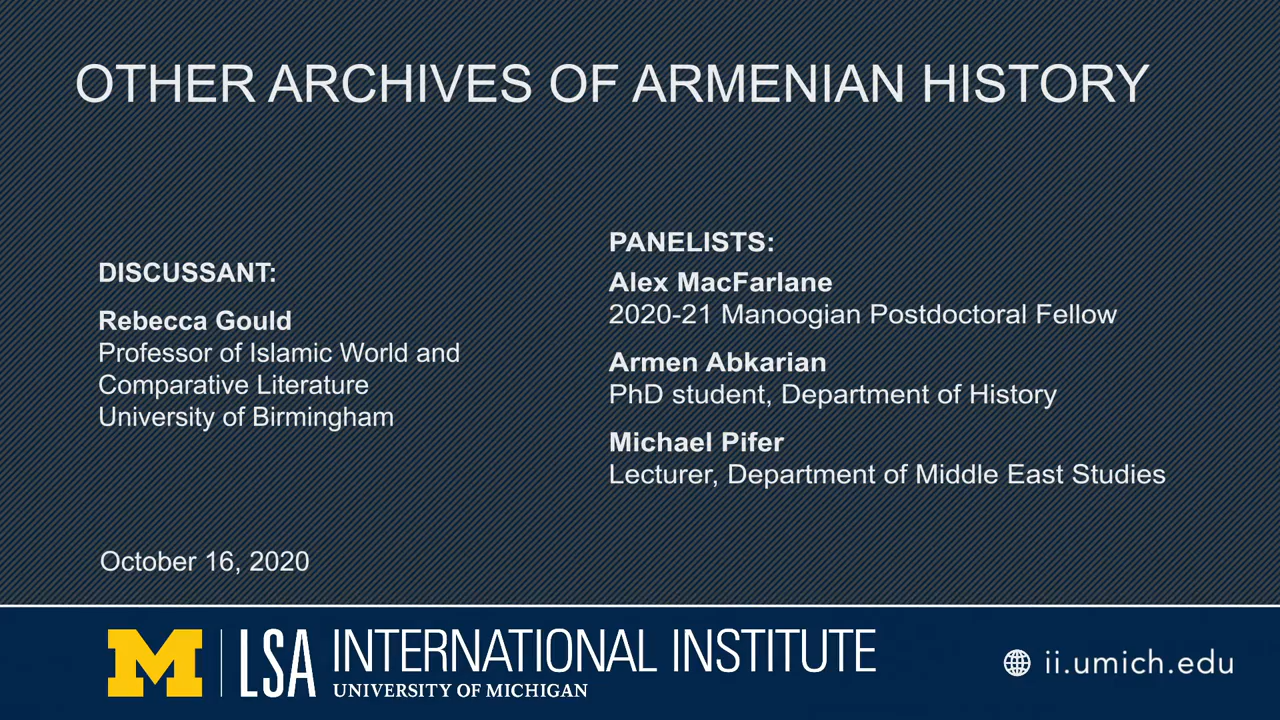 OTHER ARCHIVES OF ARMENIAN HISTORY
DISCUSSANT:
Rebecca Gould
Professor of Islamic World and
Comparative Literature
University of Birmingham
PANELISTS:
Alex MacFarlane
2020-21 Manoogian Postdoctoral Fellow
Armen Abkarian
PhD student, Department of History
Michael Pifer
Lecturer, Department of Middle East Studies
October 16, 2020
M LSA INTERNATIONAL INSTITUTE
UNIVERSITY OF MICHIGAN
ii.umich.edu